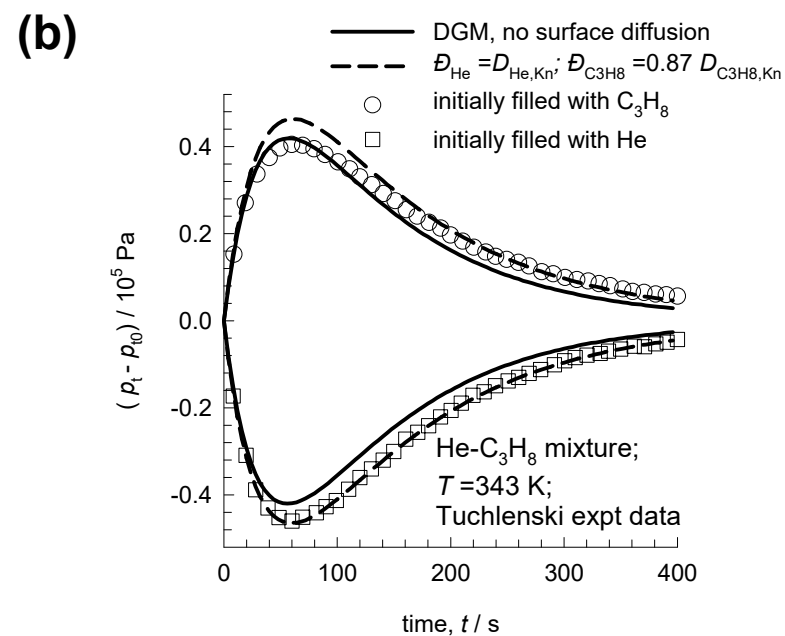 (b)
DGM, no surface diffusion
Đ_He =D_He,Kn; Đ_C3H8 =0.87 D_C3H8,Kn
initially filled with C₃H₈
initially filled with He
0.4
0.2
0.0
-0.2
-0.4
( p_t - p_t0) / 10⁵ Pa
He-C₃H₈ mixture;
T =343 K;
Tuchlenski expt data
0 100 200 300 400
time, t / s